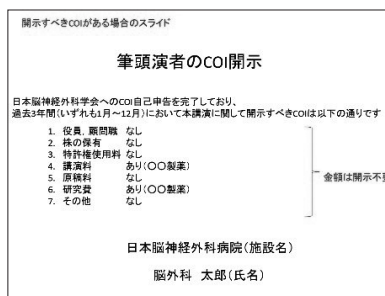 開示すべきCOIがある場合のスライド
筆頭演者のCOI開示
日本脳神経外科学会へのCOI自己申告を完了しており、
過去3年間(いずれも1月～12月)において本講演に関して開示すべきCOIは以下の通りです
1. 役員、顧問職 なし
2. 株の保有 なし
3. 特許権使用料 なし
4. 講演料 あり(〇〇製薬)
5. 原稿料 なし
6. 研究費 あり(〇〇製薬)
7. その他 なし
金額は開示不
日本脳神経外科病院(施設名)
脳外科 太郎(氏名)